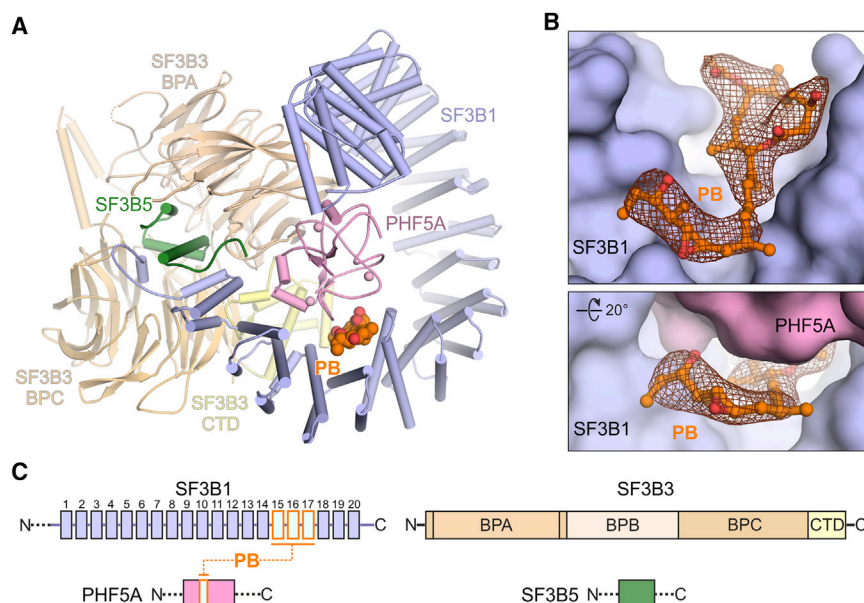 A
SF3B3
BPA
SF3B1
SF3B5
PHF5A
SF3B3
BPC
SF3B3
CTD
PB
B
PB
SF3B1
20°
PHF5A
SF3B1
PB
C
SF3B1
1 2 3 4 5 6 7 8 9 10 11 12 13 14 15 16 17 18 19 20
N C
PB
PHF5A N C
SF3B3
N BPA BPB BPC CTD C
SF3B5 N C